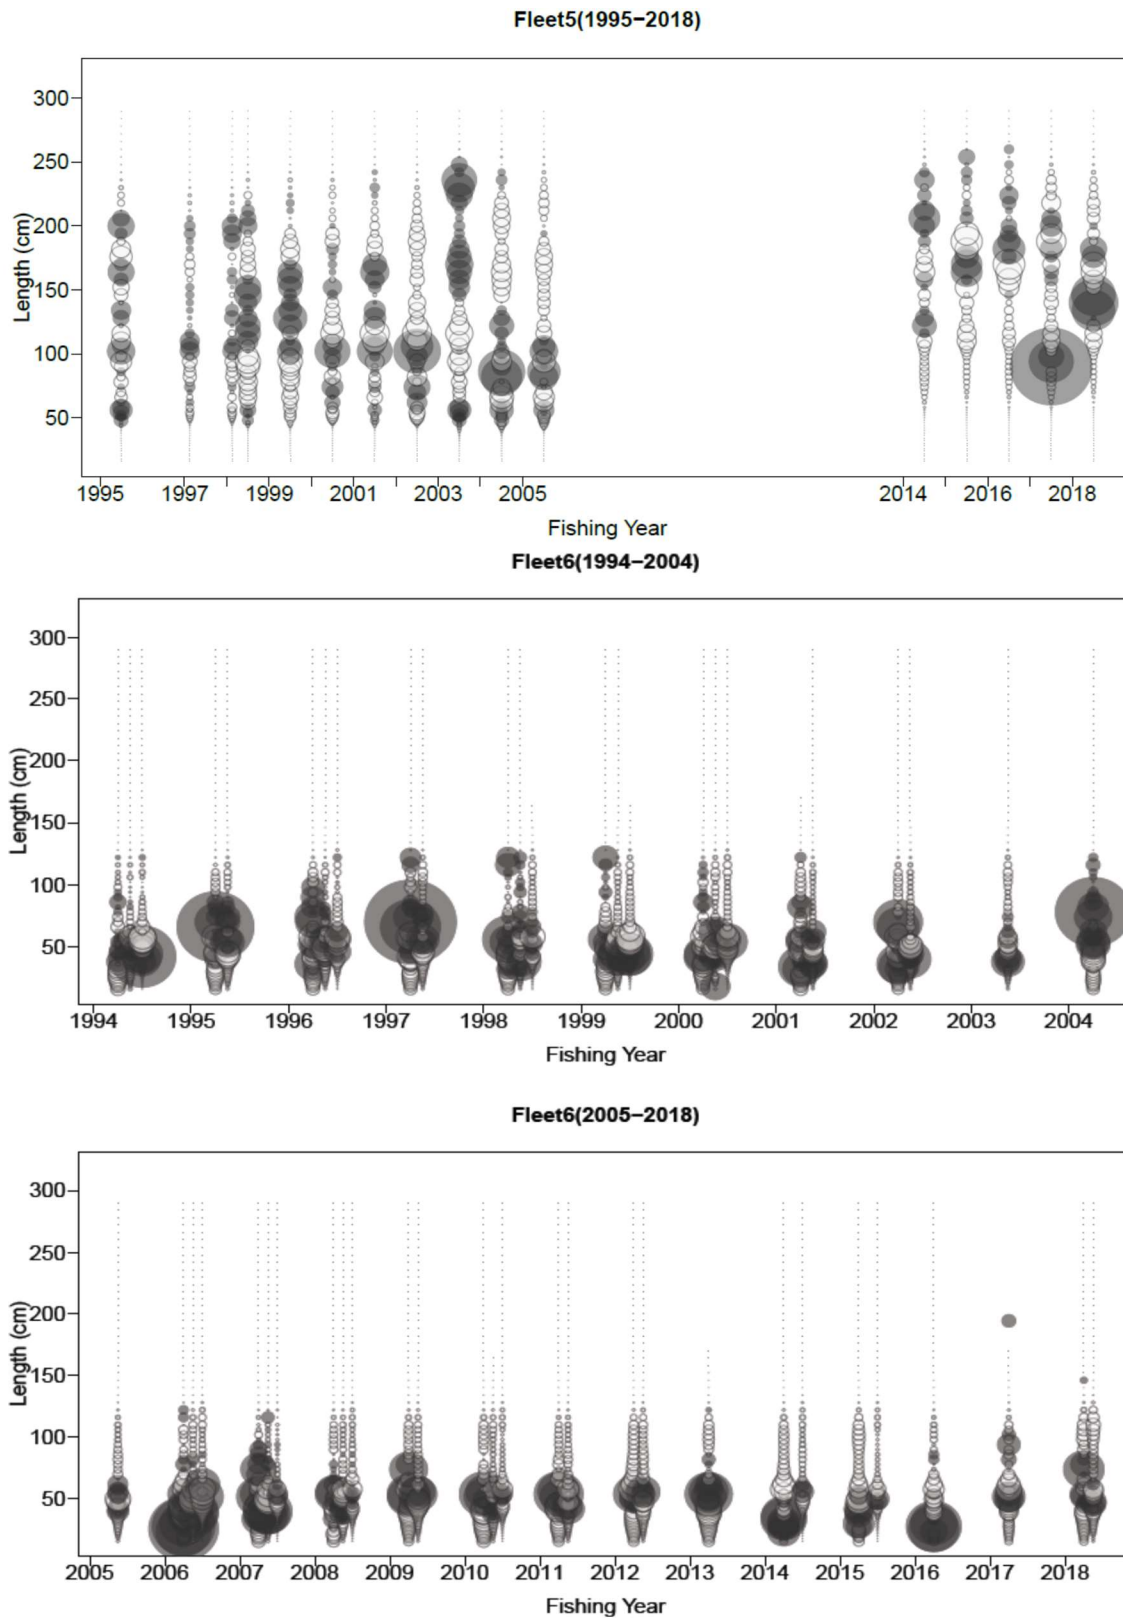 Fleet5(1995−2018)
300
250
200
150
100
50
Length (cm)
1995 1997 1999 2001 2003 2005 2014 2016 2018
Fishing Year
Fleet6(1994−2004)
300
250
200
150
100
50
Length (cm)
1994 1995 1996 1997 1998 1999 2000 2001 2002 2003 2004
Fishing Year
Fleet6(2005−2018)
300
250
200
150
100
50
Length (cm)
2005 2006 2007 2008 2009 2010 2011 2012 2013 2014 2015 2016 2017 2018
Fishing Year